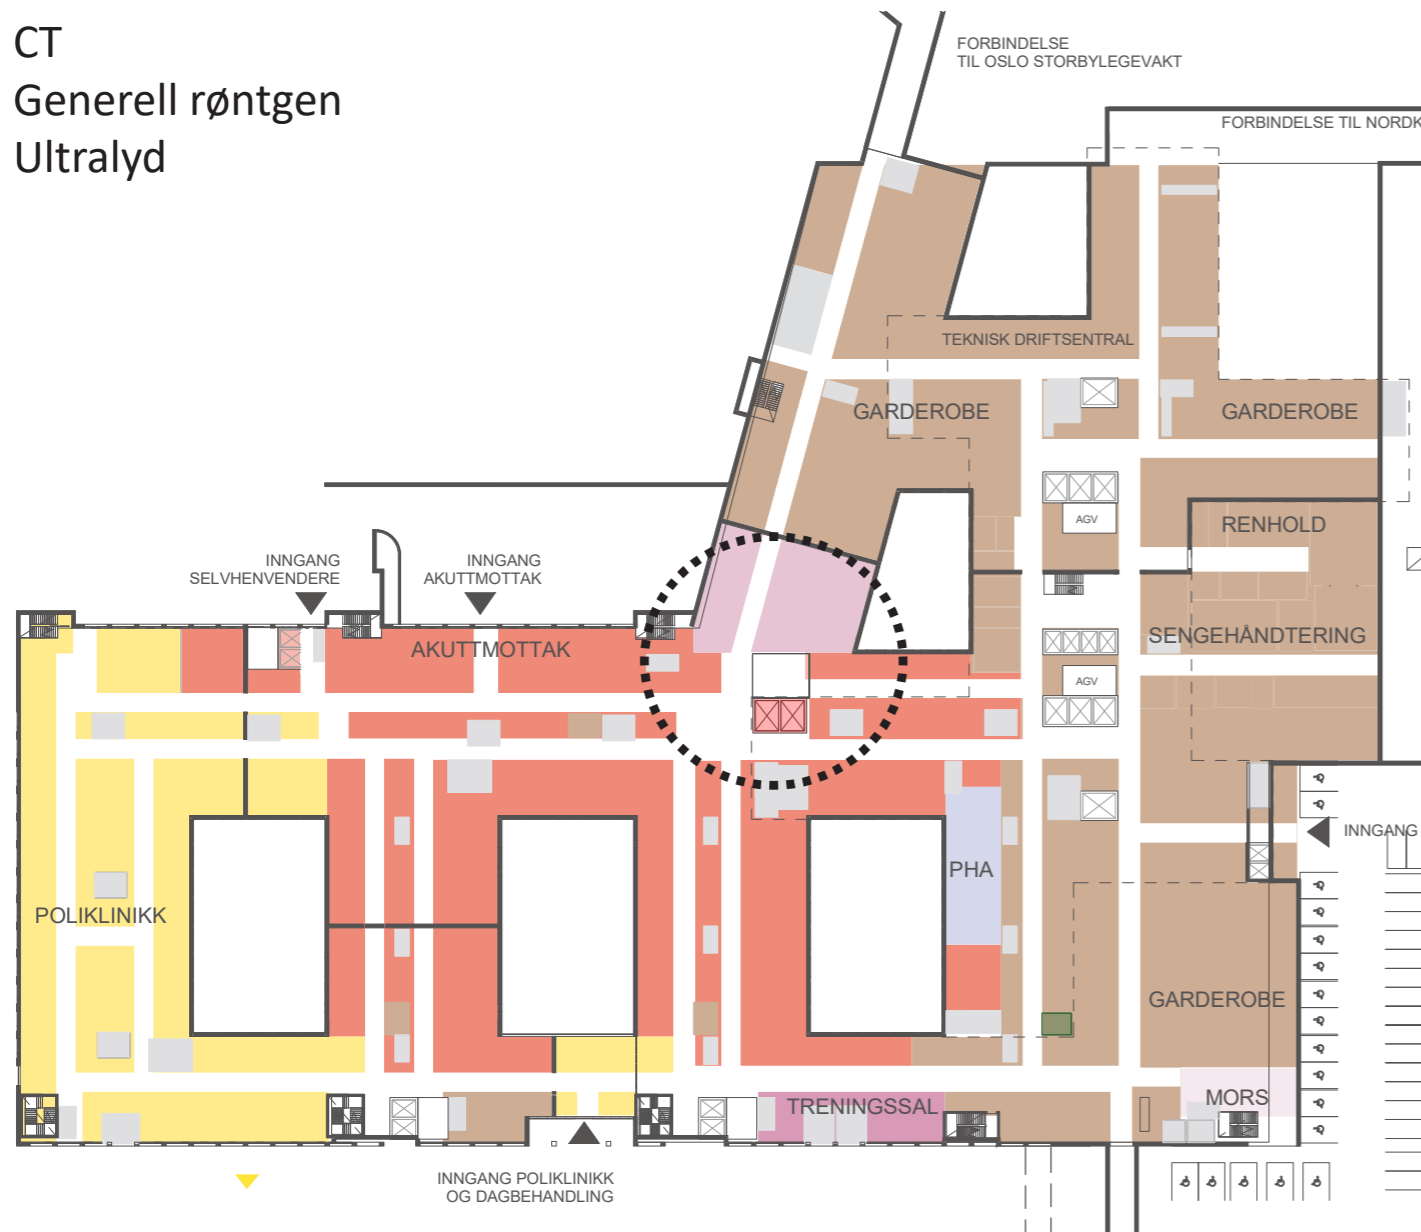 CT
Generell røntgen
Ultralyd
FORBINDELSE
TIL OSLO STORBYLEGEVAKT
FORBINDELSE TIL NORDK
TEKNISK DRIFTSENTRAL
GARDEROBE
GARDEROBE
AGV
RENHOLD
INNGANG
SELVHENVENDERE
INNGANG
AKUTTMOTTAK
AKUTTMOTTAK
SENGEHÅNDTERING
AGV
INNGANG
PHA
POLIKLINIKK
GARDEROBE
MORS
TRENINGSSAL
INNGANG POLIKLINIKK
OG DAGBEHANDLING